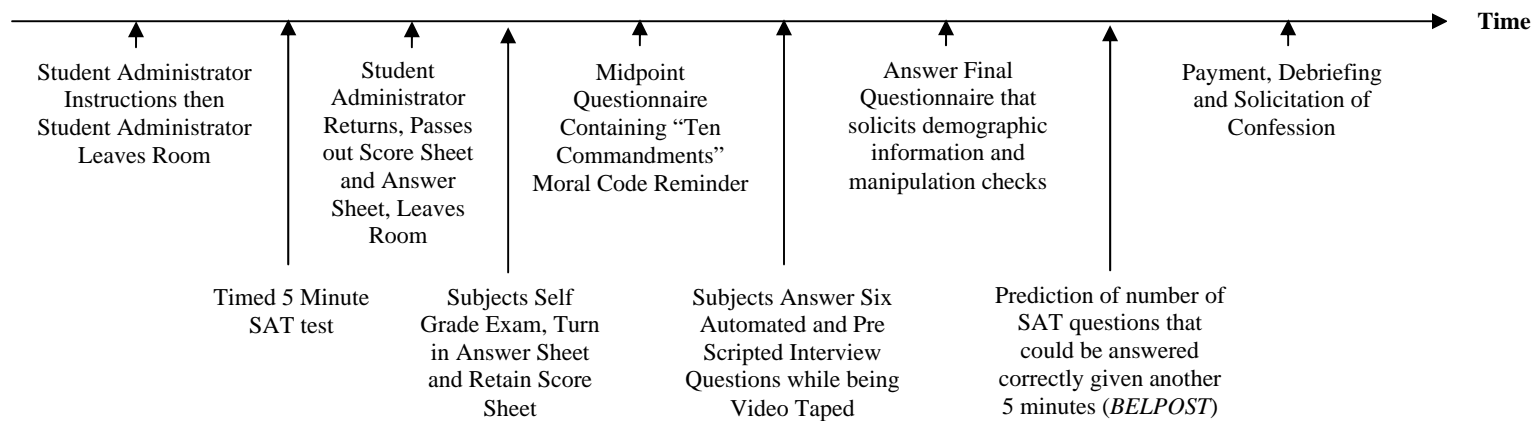 Time
Student Administrator
Instructions then
Student Administrator
Leaves Room
Timed 5 Minute
SAT test
Student
Administrator
Returns, Passes
out Score Sheet
and Answer
Sheet, Leaves
Room
Subjects Self
Grade Exam, Turn
in Answer Sheet
and Retain Score
Sheet
Midpoint
Questionnaire
Containing “Ten
Commandments”
Moral Code Reminder
Subjects Answer Six
Automated and Pre
Scripted Interview
Questions while being
Video Taped
Answer Final
Questionnaire that
solicits demographic
information and
manipulation checks
Prediction of number of
SAT questions that
could be answered
correctly given another
5 minutes (BELPOST)
Payment, Debriefing
and Solicitation of
Confession